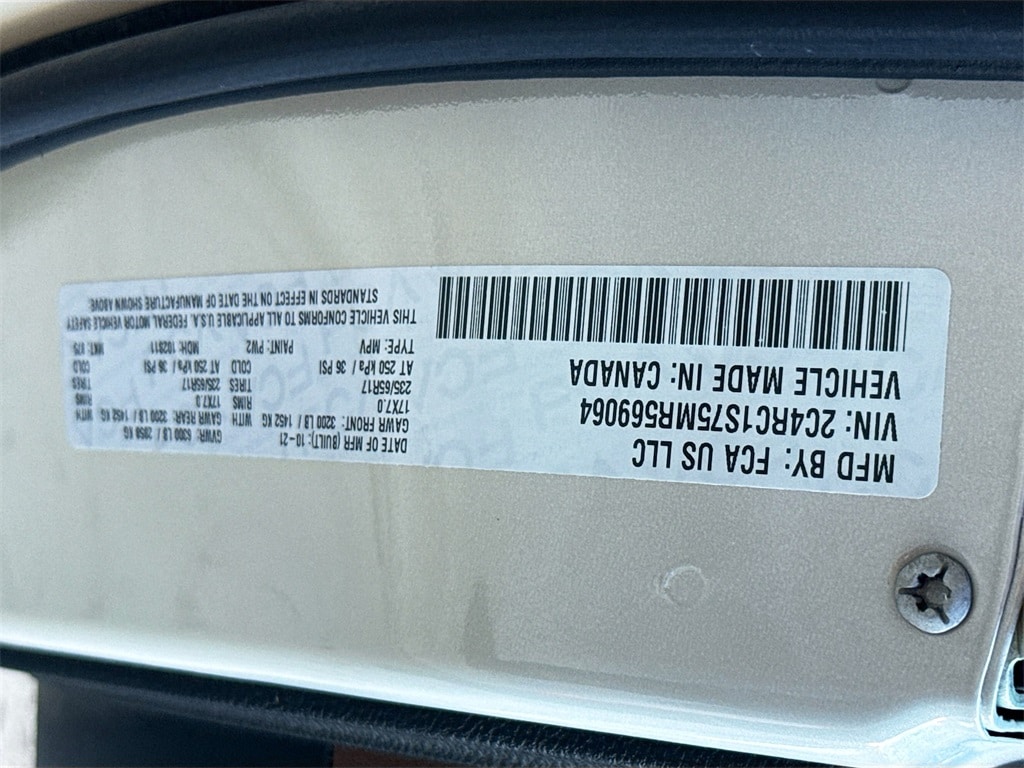 MFD BY: FCA US LLC
VIN: 2C4RC1S75MR569064
VEHICLE MADE IN: CANADA
DATE OF MFR (BUILT): 10-21 GVWR: 6300 LB / 2858 KG
GAWR FRONT: 3200 LB / 1452 KG WITH GAWR REAR: 3200 LB / 1452 KG WITH
17X7.0 RIMS 17X7.0 RIMS
235/65R17 TIRES 235/65R17 TIRES
AT 250 kPa / 36 PSI COLD AT 250 kPa / 36 PSI COLD
TYPE: MPV PAINT: PW2 MDH: 102811 MKT: 975
THIS VEHICLE CONFORMS TO ALL APPLICABLE U.S.A. FEDERAL MOTOR VEHICLE SAFETY
STANDARDS IN EFFECT ON THE DATE OF MANUFACTURE SHOWN ABOVE